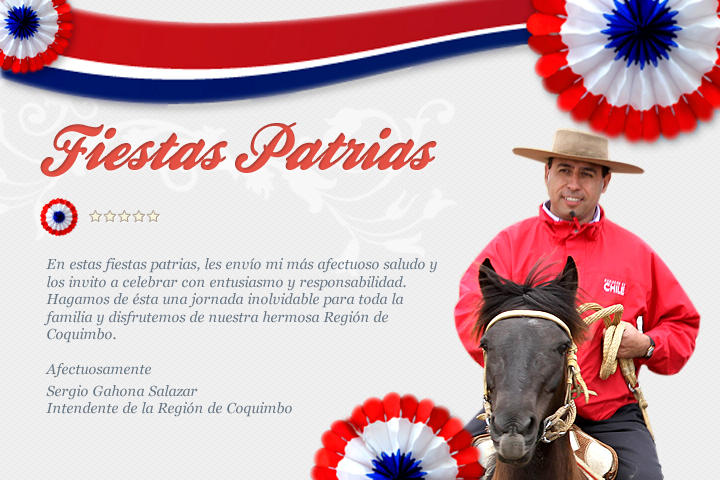 Fiestas Patrias
En estas fiestas patrias, les envío mi más afectuoso saludo y
los invito a celebrar con entusiasmo y responsabilidad.
Hagamos de ésta una jornada inolvidable para toda la
familia y disfrutemos de nuestra hermosa Región de
Coquimbo.
Afectuosamente
Sergio Gahona Salazar
Intendente de la Región de Coquimbo
CHILE